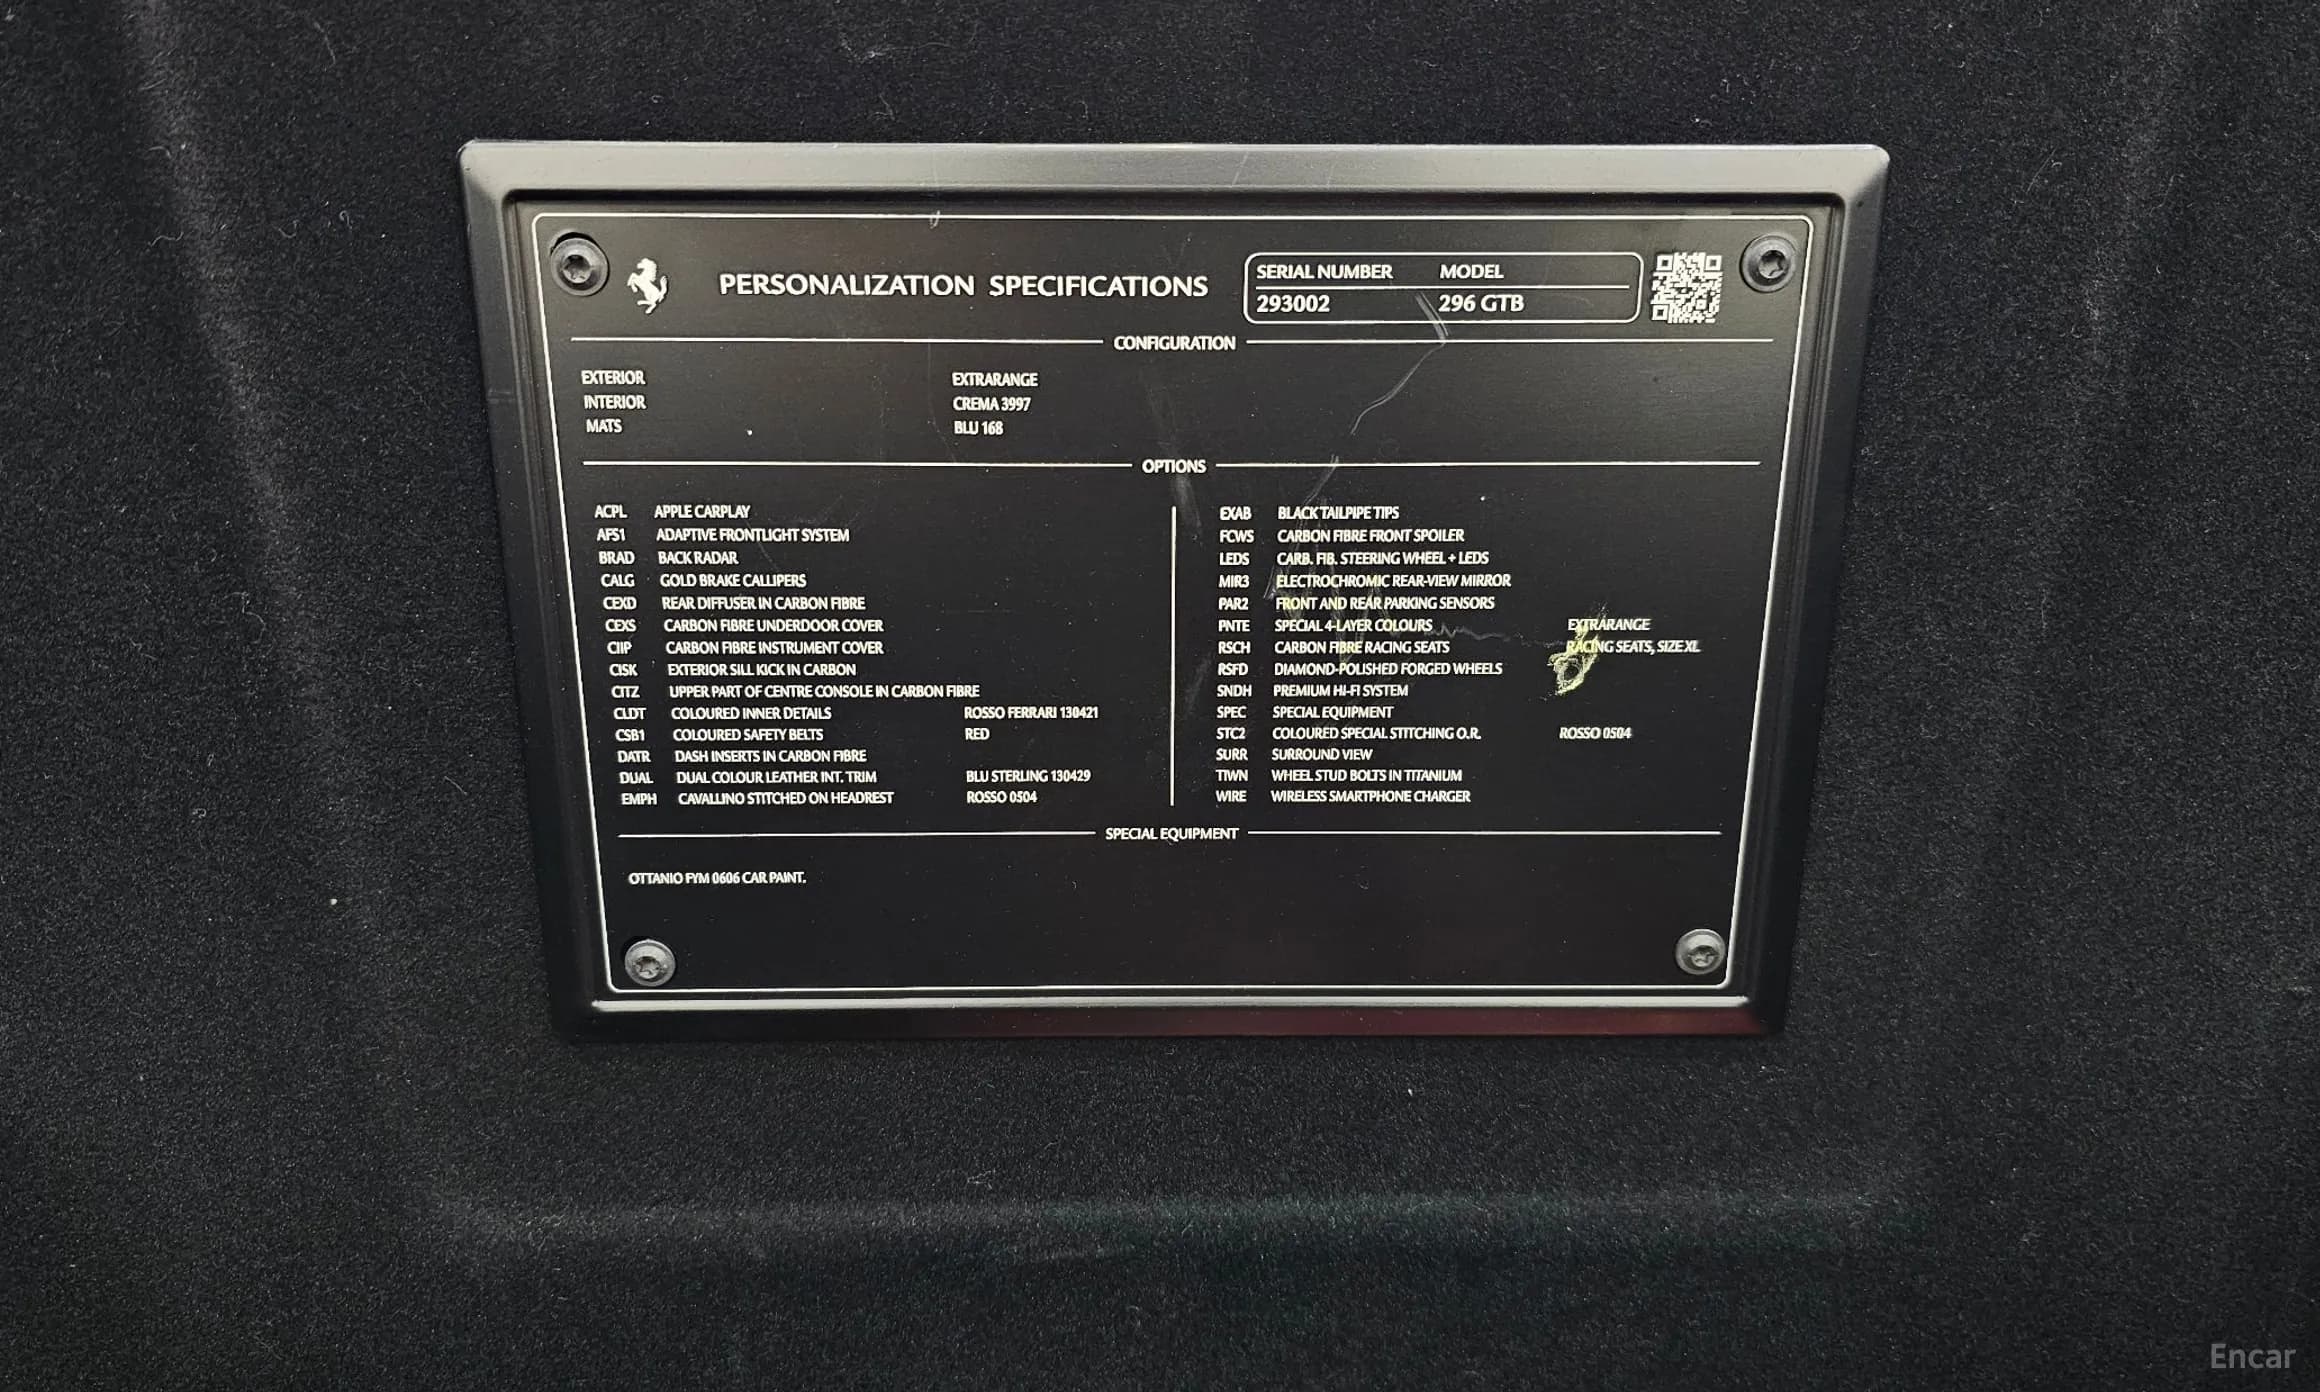 PERSONALIZATION SPECIFICATIONS
SERIAL NUMBER MODEL
293002 296 GTB
CONFIGURATION
EXTERIOR EXTRARANGE
INTERIOR CREMA 3997
MATS BLU 168
OPTIONS
ACPL APPLE CARPLAY
AFS1 ADAPTIVE FRONTLIGHT SYSTEM
BRAD BACK RADAR
CALG GOLD BRAKE CALLIPERS
CEXD REAR DIFFUSER IN CARBON FIBRE
CEXS CARBON FIBRE UNDERDOOR COVER
CIIP CARBON FIBRE INSTRUMENT COVER
CISK EXTERIOR SILL KICK IN CARBON
CITZ UPPER PART OF CENTRE CONSOLE IN CARBON FIBRE
CLDT COLOURED INNER DETAILS ROSSO FERRARI 130421
CSB1 COLOURED SAFETY BELTS RED
DATR DASH INSERTS IN CARBON FIBRE
DUAL DUAL COLOUR LEATHER INT. TRIM BLU STERLING 130429
EMPH CAVALLINO STITCHED ON HEADREST ROSSO 0504
EXAB BLACK TAILPIPE TIPS
FCWS CARBON FIBRE FRONT SPOILER
LEDS CARB. FIB. STEERING WHEEL + LEDS
MIR3 ELECTROCHROMIC REAR-VIEW MIRROR
PAR2 FRONT AND REAR PARKING SENSORS
PNTE SPECIAL 4-LAYER COLOURS EXTRARANGE
RSCH CARBON FIBRE RACING SEATS RACING SEATS, SIZE XL
RSFD DIAMOND-POLISHED FORGED WHEELS
SNDH PREMIUM HI-FI SYSTEM
SPEC SPECIAL EQUIPMENT
STC2 COLOURED SPECIAL STITCHING O.R. ROSSO 0504
SURR SURROUND VIEW
TIWN WHEEL STUD BOLTS IN TITANIUM
WIRE WIRELESS SMARTPHONE CHARGER
SPECIAL EQUIPMENT
OTTANIO FYM 0606 CAR PAINT.
Encar